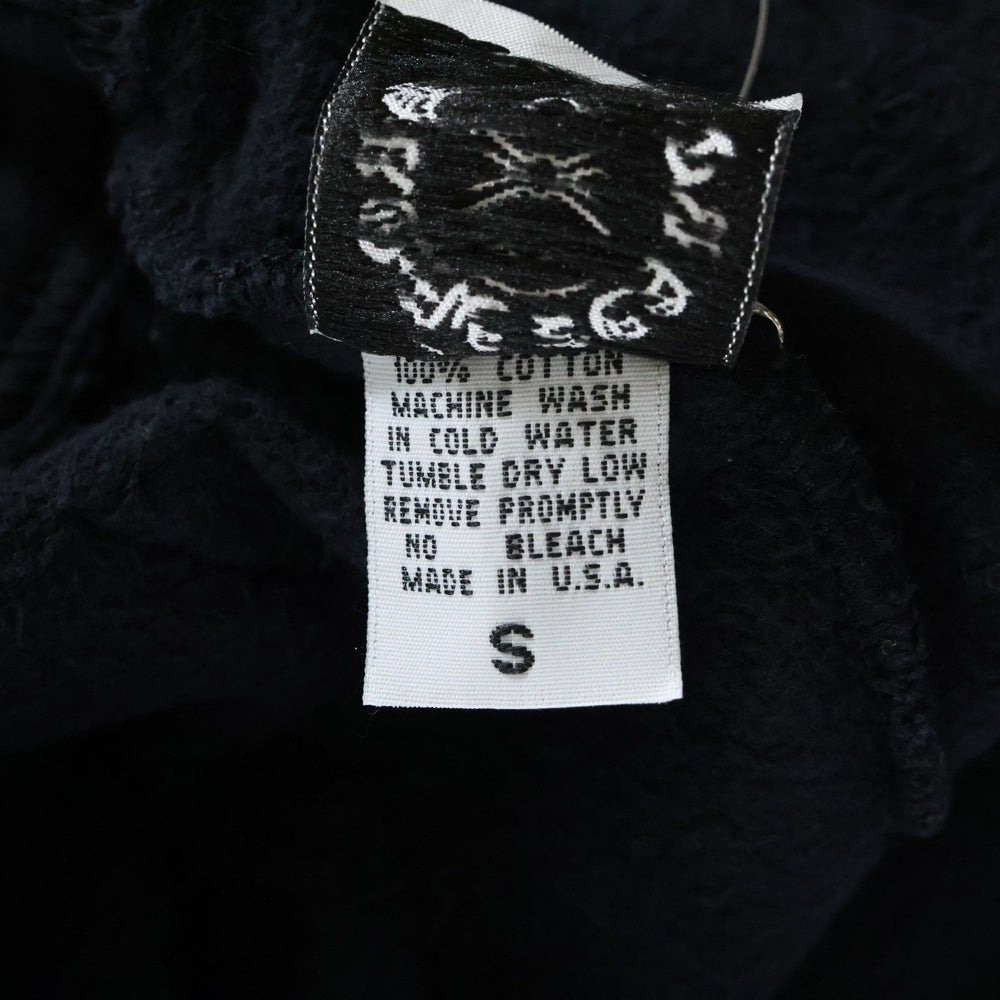 100% COTTON
MACHINE WASH
IN COLD WATER
TUMBLE DRY LOW
REMOVE PROMPTLY
NO BLEACH
MADE IN U.S.A.
S